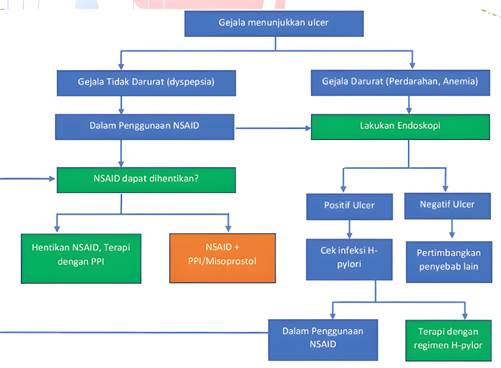 Gejala menunjukkan ulcer
Gejala Tidak Darurat (dyspepsia)
Gejala Darurat (Perdarahan, Anemia)
Dalam Penggunaan NSAID
Lakukan Endoskopi
NSAID dapat dihentikan?
Positif Ulcer
Negatif Ulcer
Hentikan NSAID, Terapi
dengan PPI
NSAID +
PPI/Misoprostol
Cek infeksi H-
pylori
Pertimbangkan
penyebab lain
Dalam Penggunaan
NSAID
Terapi dengan
regimen H-pylor